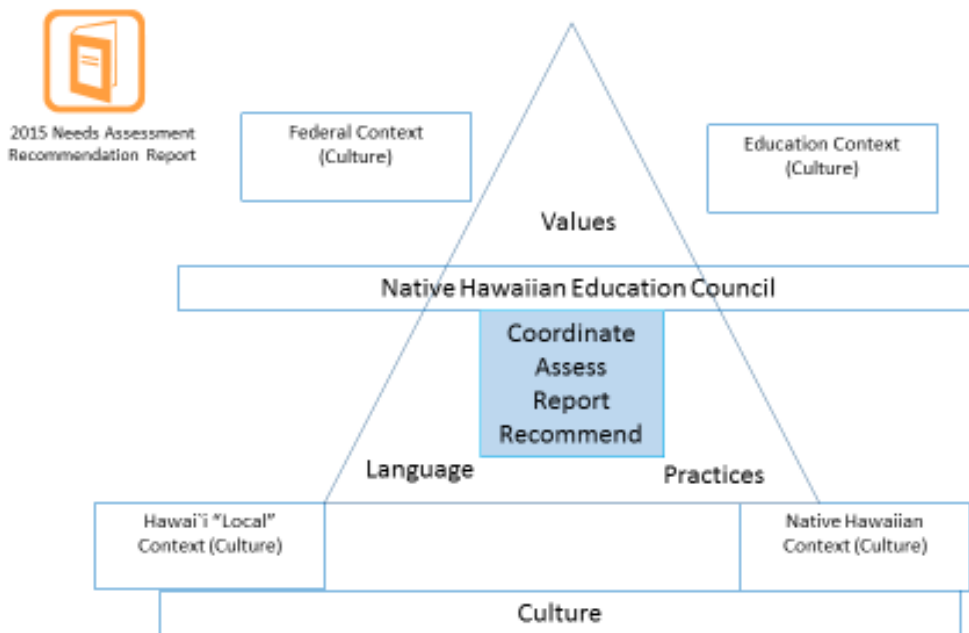 2015 Needs Assessment
Recommendation Report
Federal Context
(Culture)
Education Context
(Culture)
Values
Native Hawaiian Education Council
Coordinate
Assess
Report
Recommend
Language
Practices
Hawai`i “Local”
Context (Culture)
Native Hawaiian
Context (Culture)
Culture